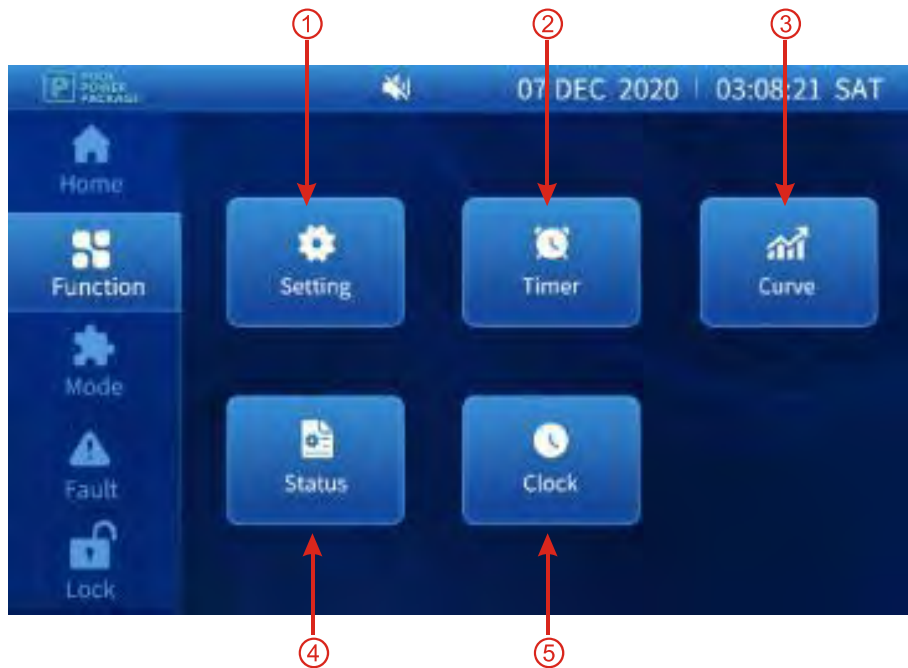 ① ② ③
POOL
POWER
PACKAGE
07 DEC 2020 | 03:08:21 SAT
Home
Function
Setting
Timer
Curve
Mode
Fault
Status
Clock
Lock
④ ⑤